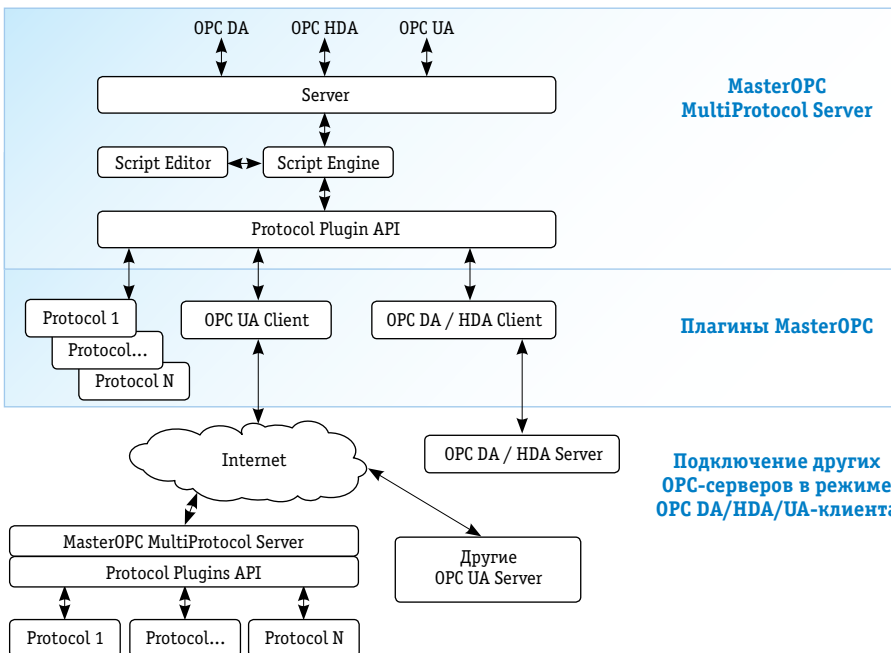 OPC DA
OPC HDA
OPC UA
Server
MasterOPC
MultiProtocol Server
Script Editor
Script Engine
Protocol Plugin API
Protocol 1
Protocol...
Protocol N
OPC UA Client
OPC DA / HDA Client
Плагины MasterOPC
Internet
OPC DA / HDA Server
Подключение других
OPC-серверов в режиме
OPC DA/HDA/UA-клиента
MasterOPC MultiProtocol Server
Protocol Plugins API
Другие
OPC UA Server
Protocol 1
Protocol...
Protocol N